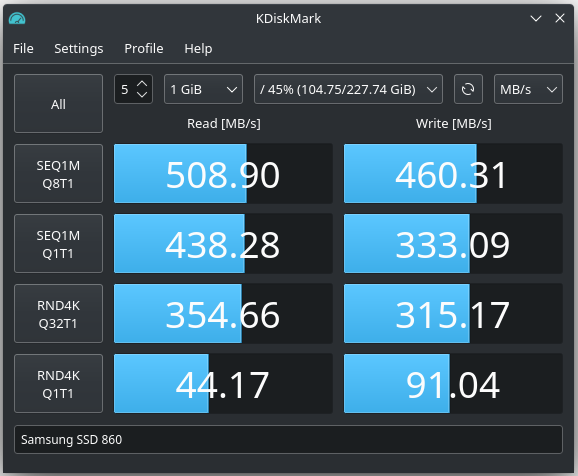 KDiskMark
File Settings Profile Help
All 5 1 GiB / 45% (104.75/227.74 GiB) MB/s
Read [MB/s] Write [MB/s]
SEQ1M
Q8T1
508.90 460.31
SEQ1M
Q1T1
438.28 333.09
RND4K
Q32T1
354.66 315.17
RND4K
Q1T1
44.17 91.04
Samsung SSD 860